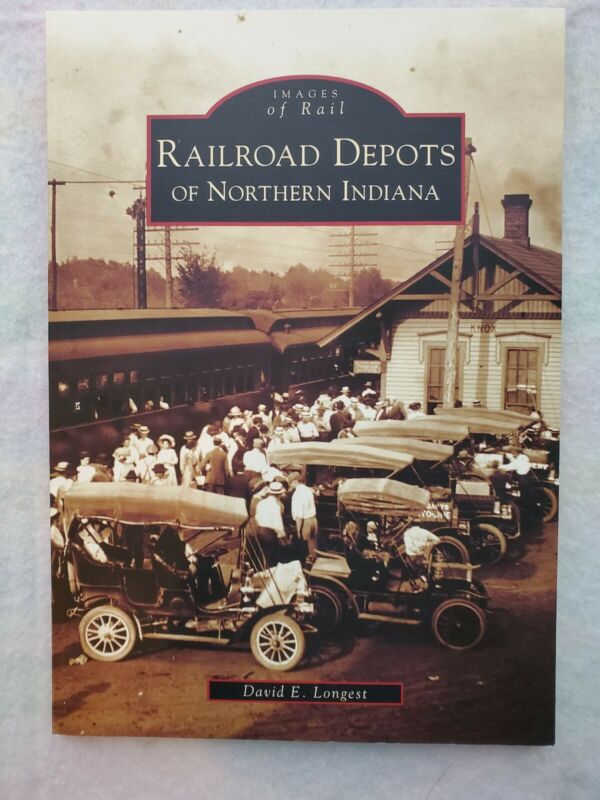 IMAGES
of Rail
RAILROAD DEPOTS
OF NORTHERN INDIANA
KNOX
David E. Longest